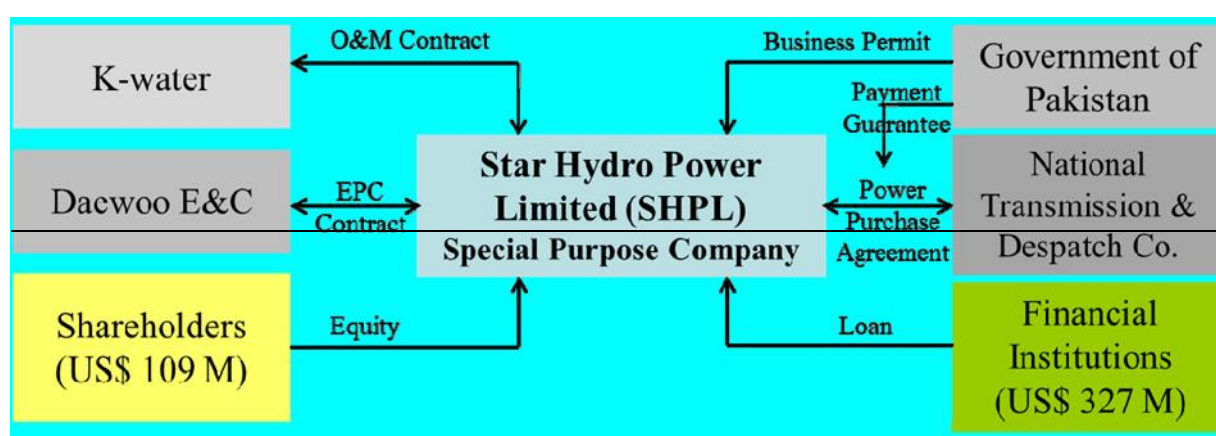 K-water
O&M Contract
Business Permit
Government of
Pakistan
Payment
Guarantee
Daewoo E&C
EPC
Contract
Star Hydro Power
Limited (SHPL)
Special Purpose Company
Power
Purchase
Agreement
National
Transmission &
Despatch Co.
Shareholders
(US$ 109 M)
Equity
Loan
Financial
Institutions
(US$ 327 M)